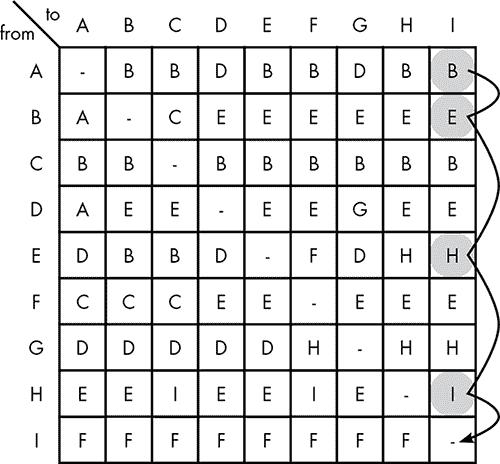 to A B C D E F G H I
from
A - B B D B B D B B
B A - C E E E E E E
C B B - B B B B B B
D A E E - E E G E E
E D B B D - F D H H
F C C C E E - E E E
G D D D D D H - H H
H E E I E E I E - I
I F F F F F F F F -